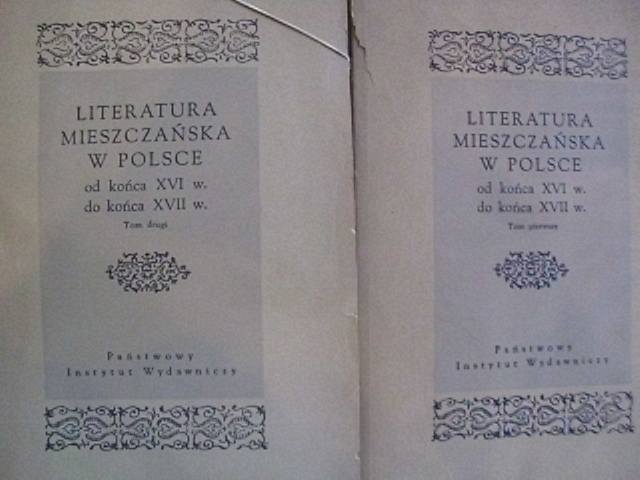 LITERATURA
MIESZCZAŃSKA
W POLSCE
od końca XVI w.
do końca XVII w.
Tom drugi
Państwowy
Instytut Wydawniczy
LITERATURA
MIESZCZAŃSKA
W POLSCE
od końca XVI w.
do końca XVII w.
Tom pierwszy
Państwowy
Instytut Wydawniczy